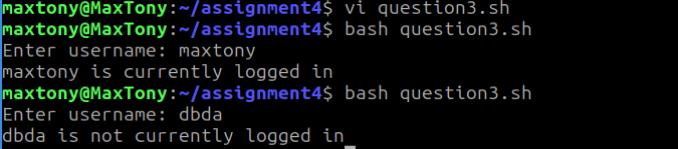 maxtony@MaxTony:~/assignment4$ vi question3.sh
maxtony@MaxTony:~/assignment4$ bash question3.sh
Enter username: maxtony
maxtony is currently logged in
maxtony@MaxTony:~/assignment4$ bash question3.sh
Enter username: dbda
dbda is not currently logged in